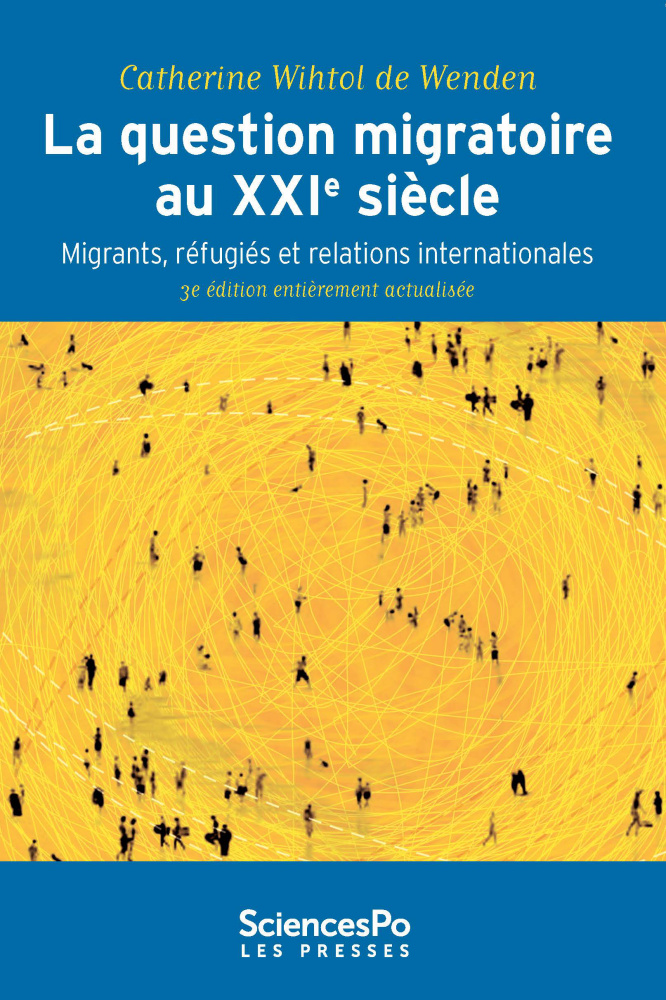 Catherine Wihtol de Wenden
La question migratoire
au XXIe siècle
Migrants, réfugiés et relations internationales
3e édition entièrement actualisée
SciencesPo
LES PRESSES